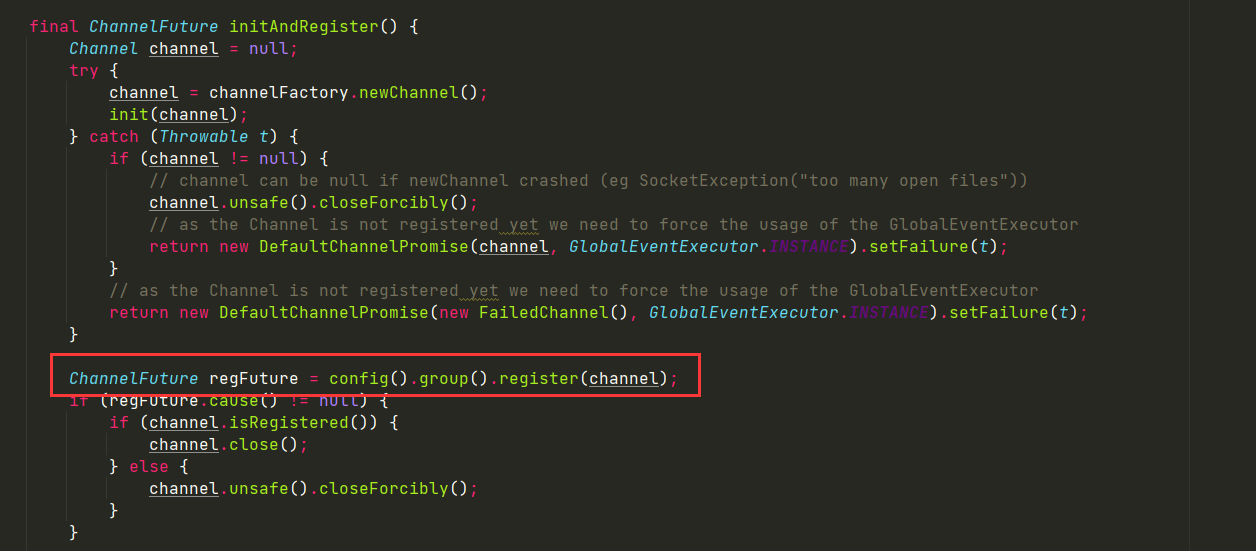 final ChannelFuture initAndRegister() {
Channel channel = null;
try {
channel = channelFactory.newChannel();
init(channel);
} catch (Throwable t) {
if (channel != null) {
// channel can be null if newChannel crashed (eg SocketException("too many open files"))
channel.unsafe().closeForcibly();
// as the Channel is not registered yet we need to force the usage of the GlobalEventExecutor
return new DefaultChannelPromise(channel, GlobalEventExecutor.INSTANCE).setFailure(t);
}
// as the Channel is not registered yet we need to force the usage of the GlobalEventExecutor
return new DefaultChannelPromise(new FailedChannel(), GlobalEventExecutor.INSTANCE).setFailure(t);
}
ChannelFuture regFuture = config().group().register(channel);
if (regFuture.cause() != null) {
if (channel.isRegistered()) {
channel.close();
} else {
channel.unsafe().closeForcibly();
}
}